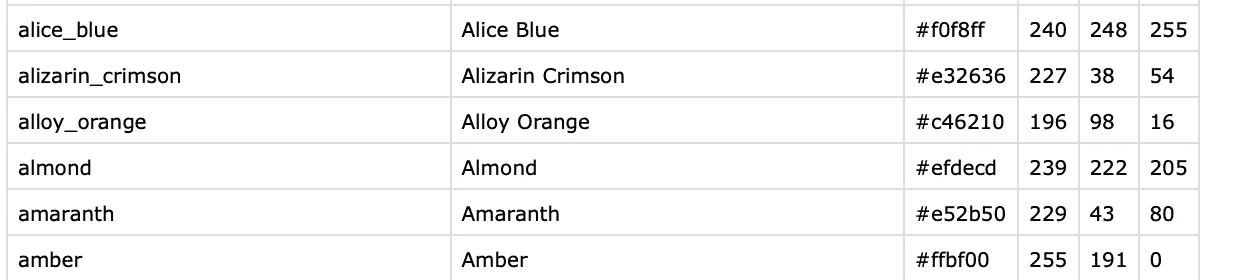 alice_blue Alice Blue #f0f8ff 240 248 255
alizarin_crimson Alizarin Crimson #e32636 227 38 54
alloy_orange Alloy Orange #c46210 196 98 16
almond Almond #efdecd 239 222 205
amaranth Amaranth #e52b50 229 43 80
amber Amber #ffbf00 255 191 0